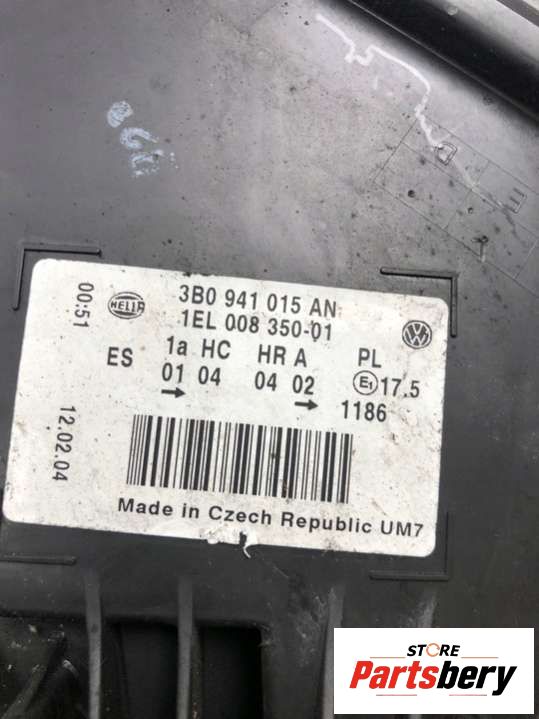 3B0 941 015 AN
HELLA
1EL 008 350-01
00:51
ES 1a HC HR A PL
01 04 04 02 E1 17.5
1186
12.02.04
Made in Czech Republic UM7
STORE
Partsbery